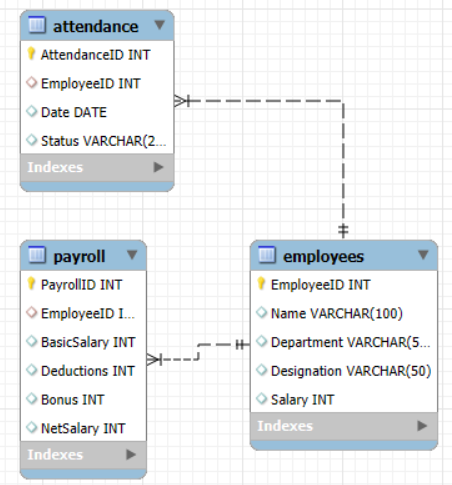 attendance
AttendanceID INT
EmployeeID INT
Date DATE
Status VARCHAR(2...
Indexes
payroll
PayrollID INT
EmployeeID I...
BasicSalary INT
Deductions INT
Bonus INT
NetSalary INT
Indexes
employees
EmployeeID INT
Name VARCHAR(100)
Department VARCHAR(5...
Designation VARCHAR(50)
Salary INT
Indexes